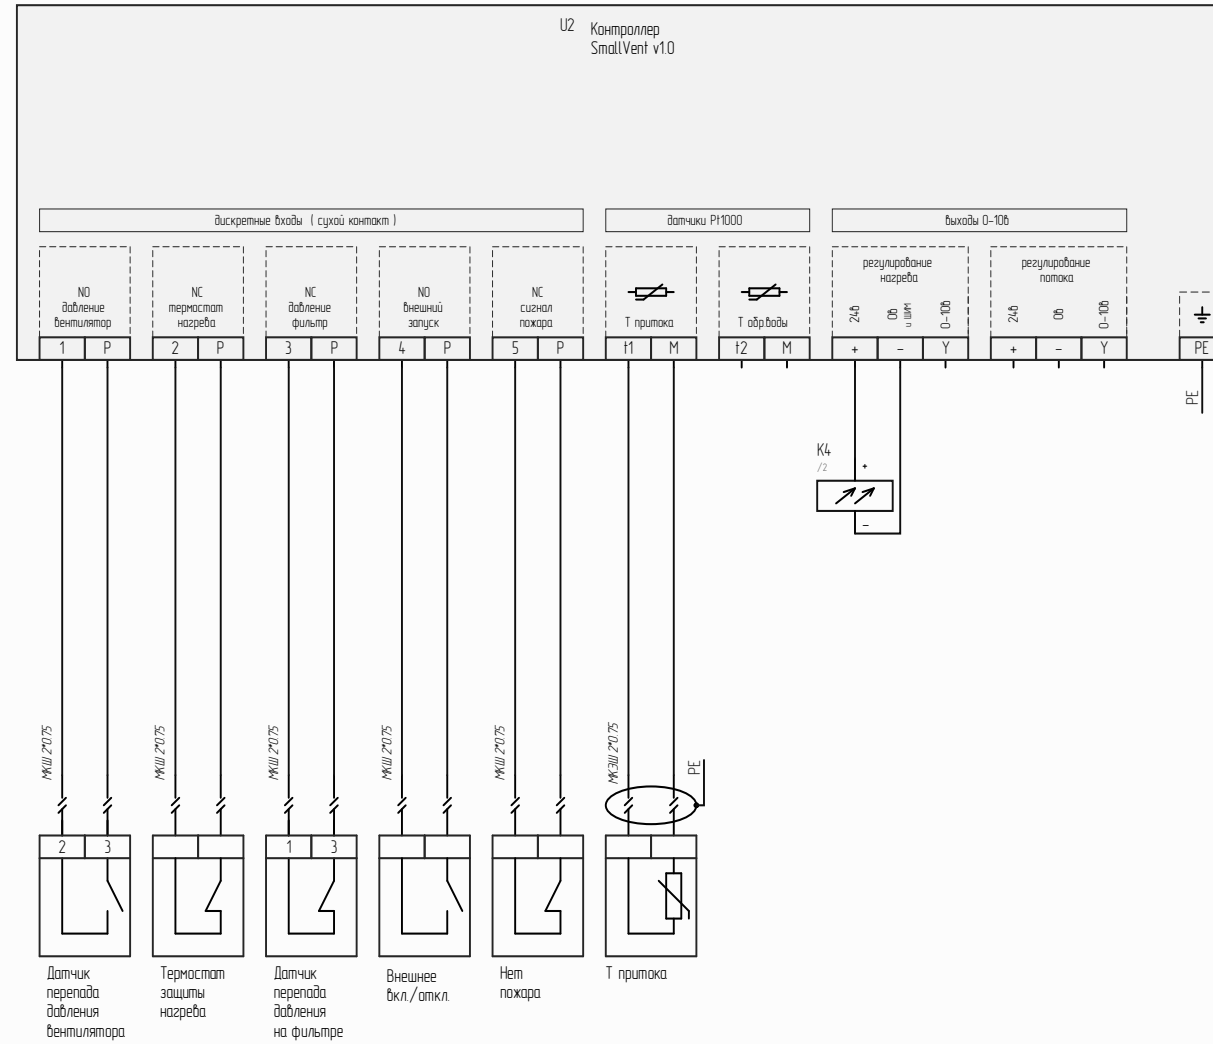 U2 Контроллер
SmallVent v1.0
дискретные входы ( сухой контакт )
датчики Pt1000
выходы 0-10в
NO
давление
вентилятор
NC
термостат
нагрева
NC
давление
фильтр
NO
внешний
запуск
NC
сигнал
пожара
Т притока
Т обр.воды
регулирование
нагрева
24в
0в
и ШИМ
0-10в
регулирование
потока
24в
0в
0-10в
1 P 2 P 3 P 4 P 5 P t1 M t2 M + - Y + - Y PE
PE
K4
/2
+
-
МКШ 2*0.75
МКШ 2*0.75
МКШ 2*0.75
МКШ 2*0.75
МКШ 2*0.75
МКЭШ 2*0.75
PE
2 3
1 3
Датчик
перепада
давления
вентилятора
Термостат
защиты
нагрева
Датчик
перепада
давления
на фильтре
Внешнее
вкл./откл.
Нет
пожара
Т притока